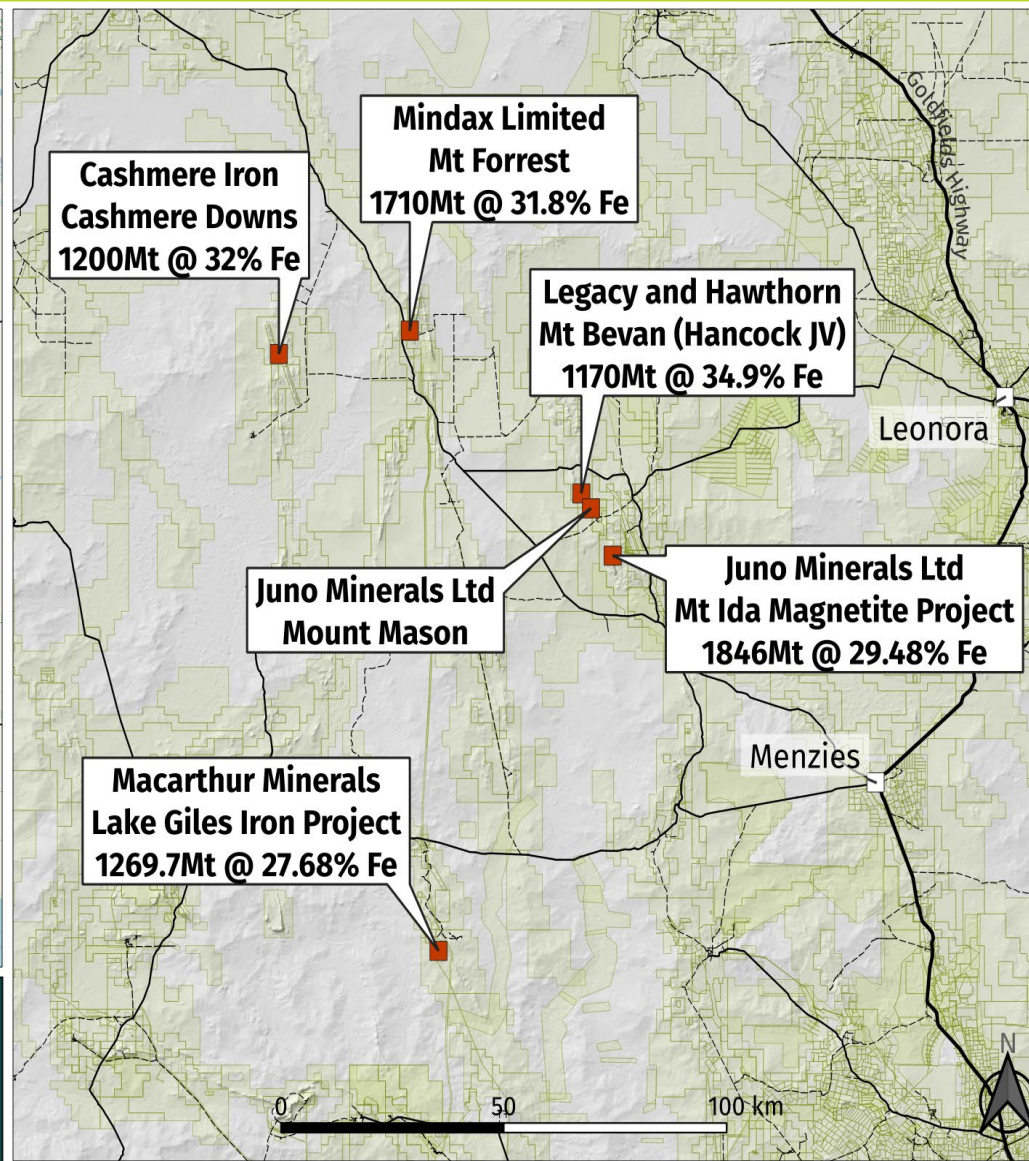 Goldfields Highway
Mindax Limited
Mt Forrest
1710Mt @ 31.8% Fe
Cashmere Iron
Cashmere Downs
1200Mt @ 32% Fe
Legacy and Hawthorn
Mt Bevan (Hancock JV)
1170Mt @ 34.9% Fe
Leonora
Juno Minerals Ltd
Mount Mason
Juno Minerals Ltd
Mt Ida Magnetite Project
1846Mt @ 29.48% Fe
Menzies
Macarthur Minerals
Lake Giles Iron Project
1269.7Mt @ 27.68% Fe
N
0 50 100 km